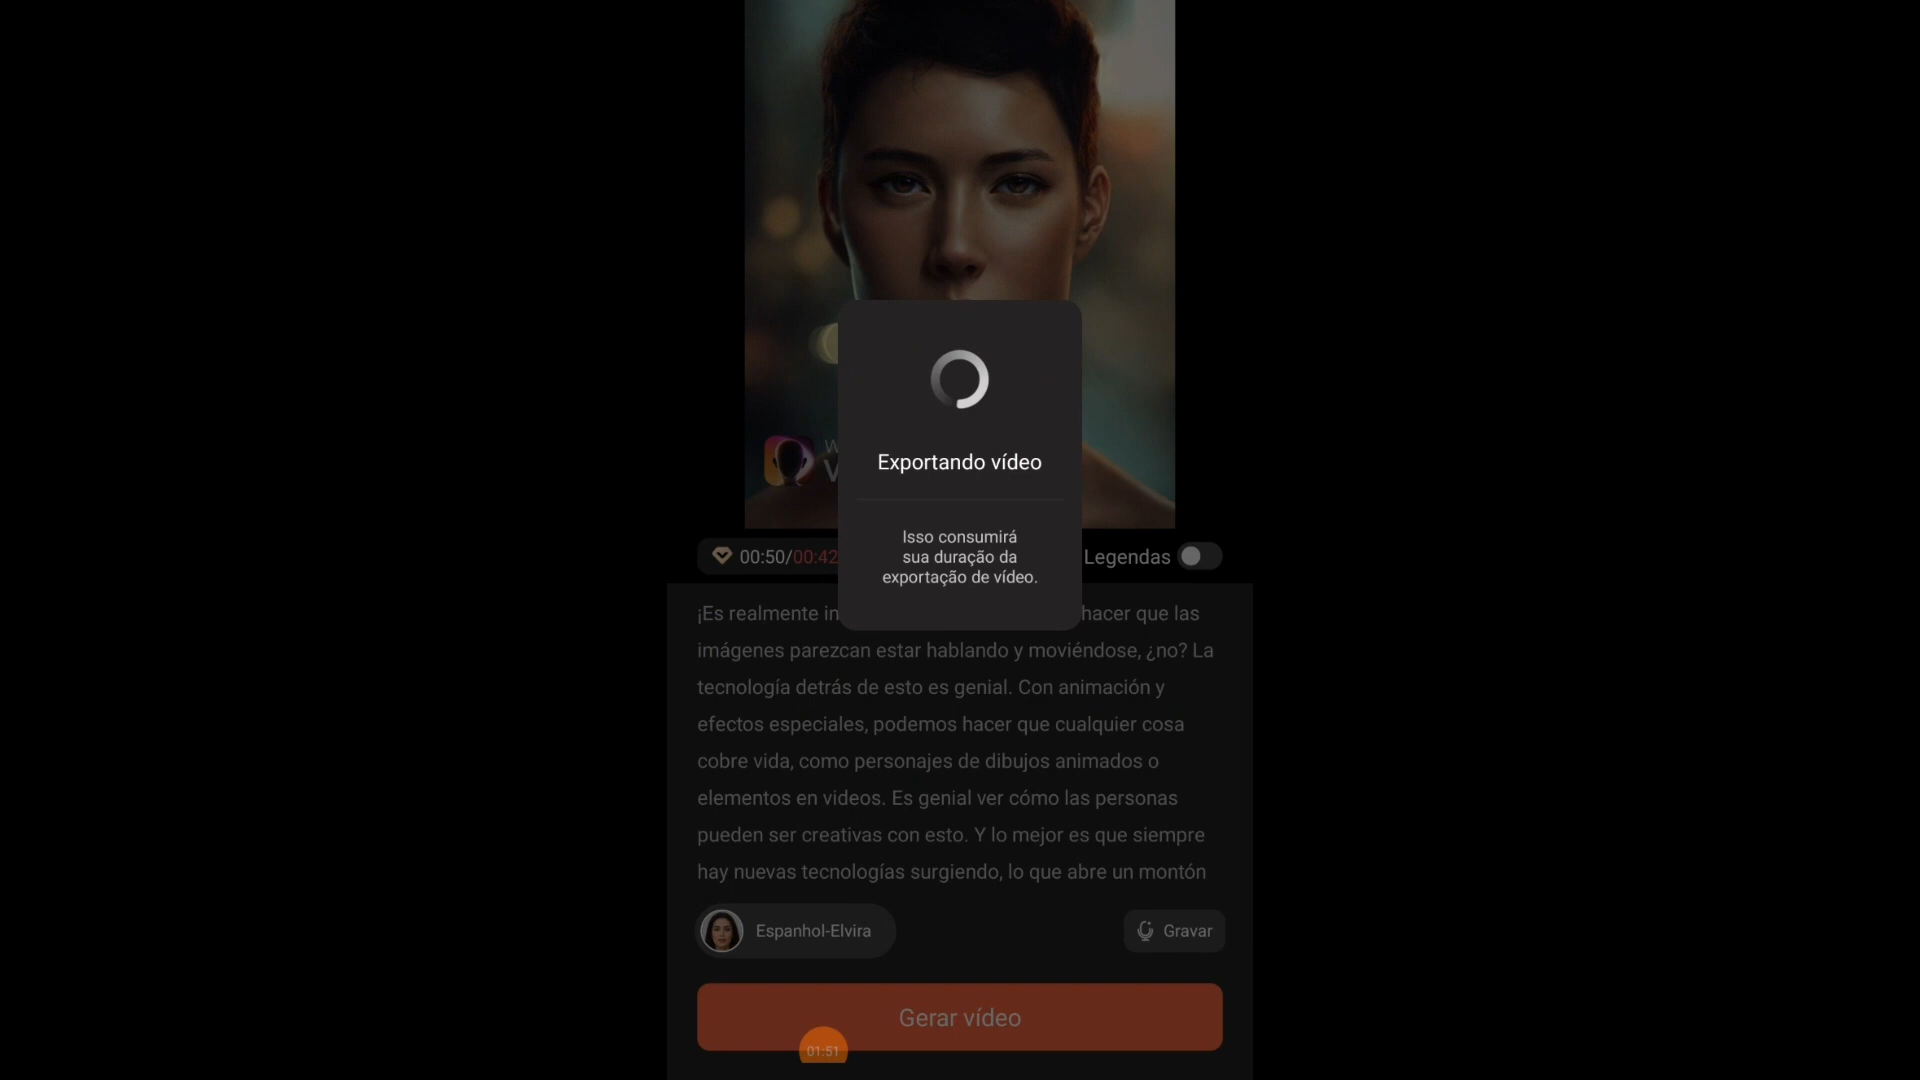 Exportando vídeo
Isso consumirá
sua duração da
exportação de vídeo.
00:50/00:42
Legendas
¡Es realmente hacer que las
imágenes parezcan estar hablando y moviéndose, ¿no? La
tecnología detrás de esto es genial. Con animación y
efectos especiales, podemos hacer que cualquier cosa
cobre vida, como personajes de dibujos animados o
elementos en videos. Es genial ver cómo las personas
pueden ser creativas con esto. Y lo mejor es que siempre
hay nuevas tecnologías surgiendo, lo que abre un montón
Espanhol-Elvira
Gravar
Gerar vídeo
01:51